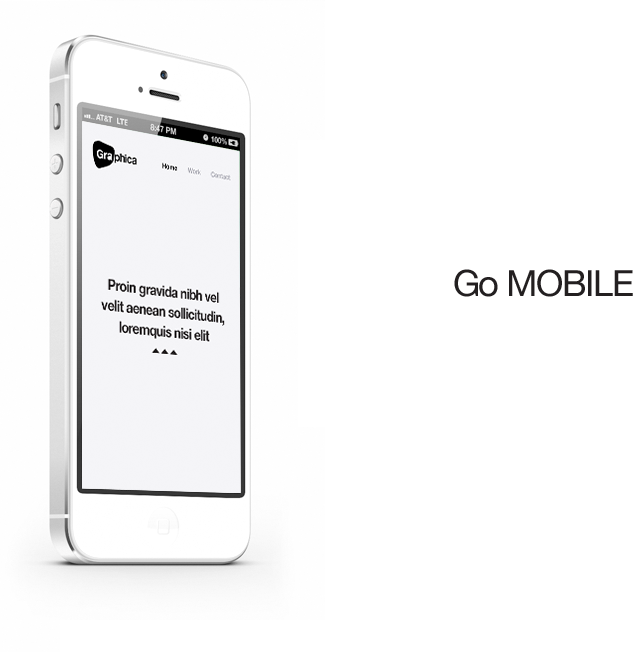 AT&T LTE 8:47 PM 100%
Graphica
Home Work Contact
Proin gravida nibh vel
velit aenean sollicitudin,
loremquis nisi elit
Go MOBILE